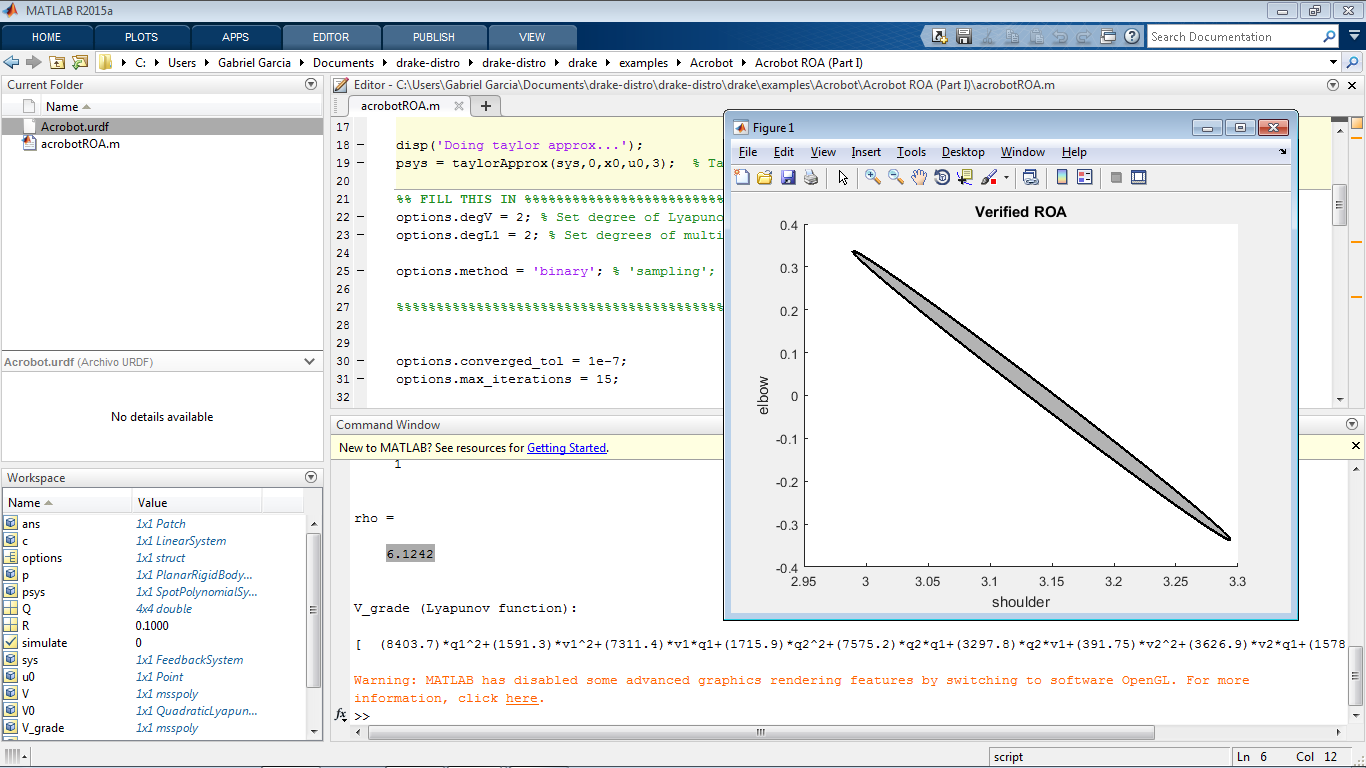 MATLAB R2015a
HOME PLOTS APPS EDITOR PUBLISH VIEW
Search Documentation
C: Users Gabriel Garcia Documents drake-distro drake-distro drake examples Acrobot Acrobot ROA (Part I)
Current Folder
Name
Acrobot.urdf
acrobotROA.m
Acrobot.urdf (Archivo URDF)
No details available
Workspace
Name Value
ans 1x1 Patch
c 1x1 LinearSystem
options 1x1 struct
p 1x1 PlanarRigidBody...
psys 1x1 SpotPolynomialSy...
Q 4x4 double
R 0.1000
simulate 0
sys 1x1 FeedbackSystem
u0 1x1 Point
V 1x1 msspoly
V0 1x1 QuadraticLyapun...
V_grade 1x1 msspoly
Editor - C:\Users\Gabriel Garcia\Documents\drake-distro\drake-distro\drake\examples\Acrobot\Acrobot ROA (Part I)\acrobotROA.m
acrobotROA.m
17
18 – disp('Doing taylor approx...');
19 – psys = taylorApprox(sys,0,x0,u0,3); % Ta
20
21 %% FILL THIS IN %%%%%%%%%%%%%%%%%%%%%%%%%
22 – options.degV = 2; % Set degree of Lyapuno
23 – options.degL1 = 2; % Set degrees of multi
24
25 – options.method = 'binary'; % 'sampling';
26
27 %%%%%%%%%%%%%%%%%%%%%%%%%%%%%%%%%%%%%%%%%%
28
29
30 – options.converged_tol = 1e-7;
31 – options.max_iterations = 15;
32
Command Window
New to MATLAB? See resources for Getting Started.
1
rho =
6.1242
V_grade (Lyapunov function):
[ (8403.7)*q1^2+(1591.3)*v1^2+(7311.4)*v1*q1+(1715.9)*q2^2+(7575.2)*q2*q1+(3297.8)*q2*v1+(391.75)*v2^2+(3626.9)*v2*q1+(1578
Warning: MATLAB has disabled some advanced graphics rendering features by switching to software OpenGL. For more
information, click here.
fx >>
Figure 1
File Edit View Insert Tools Desktop Window Help
Verified ROA
0.4
0.3
0.2
0.1
0
-0.1
-0.2
-0.3
-0.4
elbow
2.95 3 3.05 3.1 3.15 3.2 3.25 3.3
shoulder
script Ln 6 Col 12